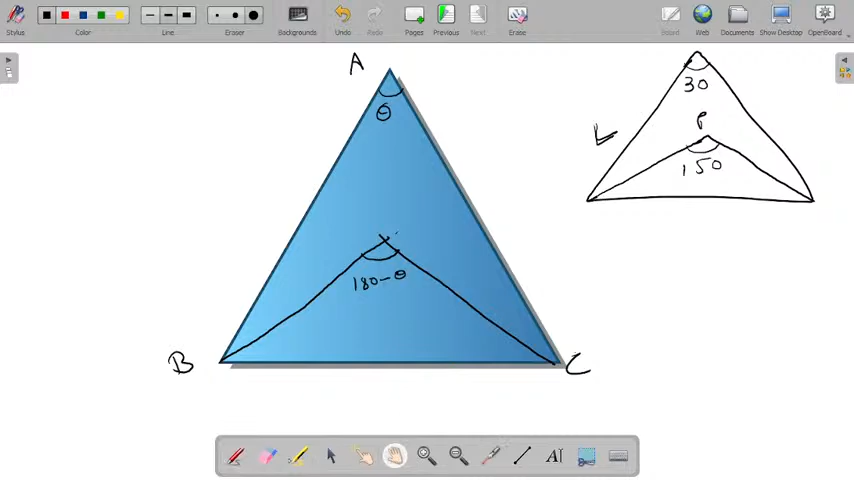 Stylus
Color
Line
Eraser
Backgrounds
Undo
Redo
Pages
Previous
Next
Erase
Board
Web
Documents
Show Desktop
OpenBoard
A
θ
180-θ
B
C
30
P
150